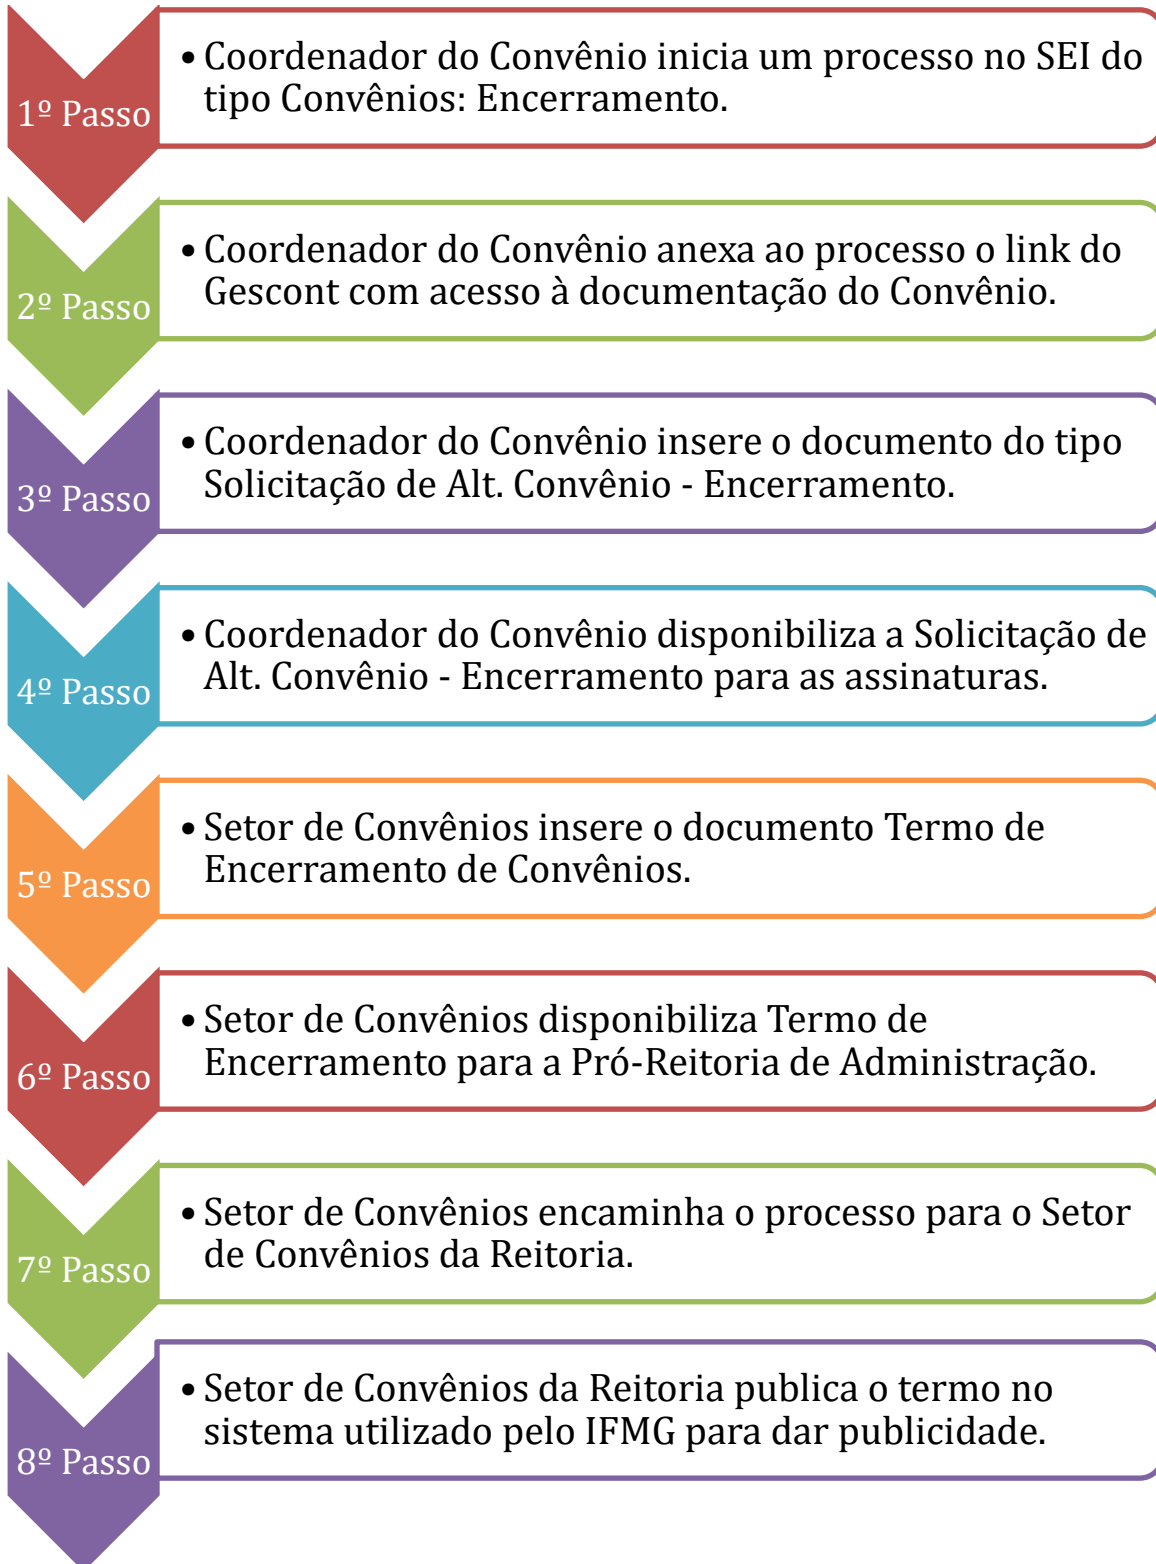 1º Passo
• Coordenador do Convênio inicia um processo no SEI do
tipo Convênios: Encerramento.
2º Passo
• Coordenador do Convênio anexa ao processo o link do
Gescont com acesso à documentação do Convênio.
3º Passo
• Coordenador do Convênio insere o documento do tipo
Solicitação de Alt. Convênio - Encerramento.
4º Passo
• Coordenador do Convênio disponibiliza a Solicitação de
Alt. Convênio - Encerramento para as assinaturas.
5º Passo
• Setor de Convênios insere o documento Termo de
Encerramento de Convênios.
6º Passo
• Setor de Convênios disponibiliza Termo de
Encerramento para a Pró-Reitoria de Administração.
7º Passo
• Setor de Convênios encaminha o processo para o Setor
de Convênios da Reitoria.
8º Passo
• Setor de Convênios da Reitoria publica o termo no
sistema utilizado pelo IFMG para dar publicidade.